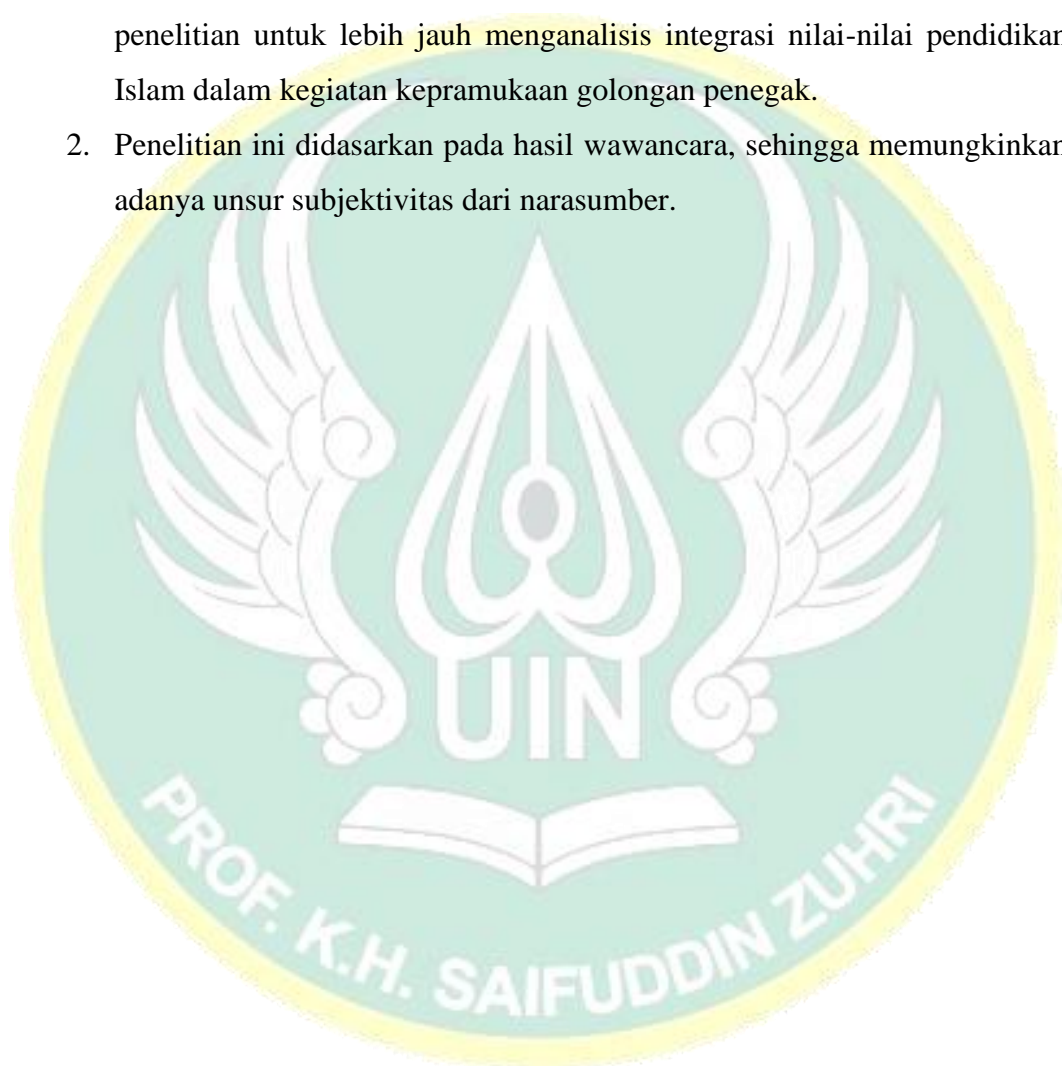 penelitian untuk lebih jauh menganalisis integrasi nilai-nilai pendidikan
Islam dalam kegiatan kepramukaan golongan penegak.
2. Penelitian ini didasarkan pada hasil wawancara, sehingga memungkinkan
adanya unsur subjektivitas dari narasumber.
UIN
PROF. K.H. SAIFUDDIN ZUHRI